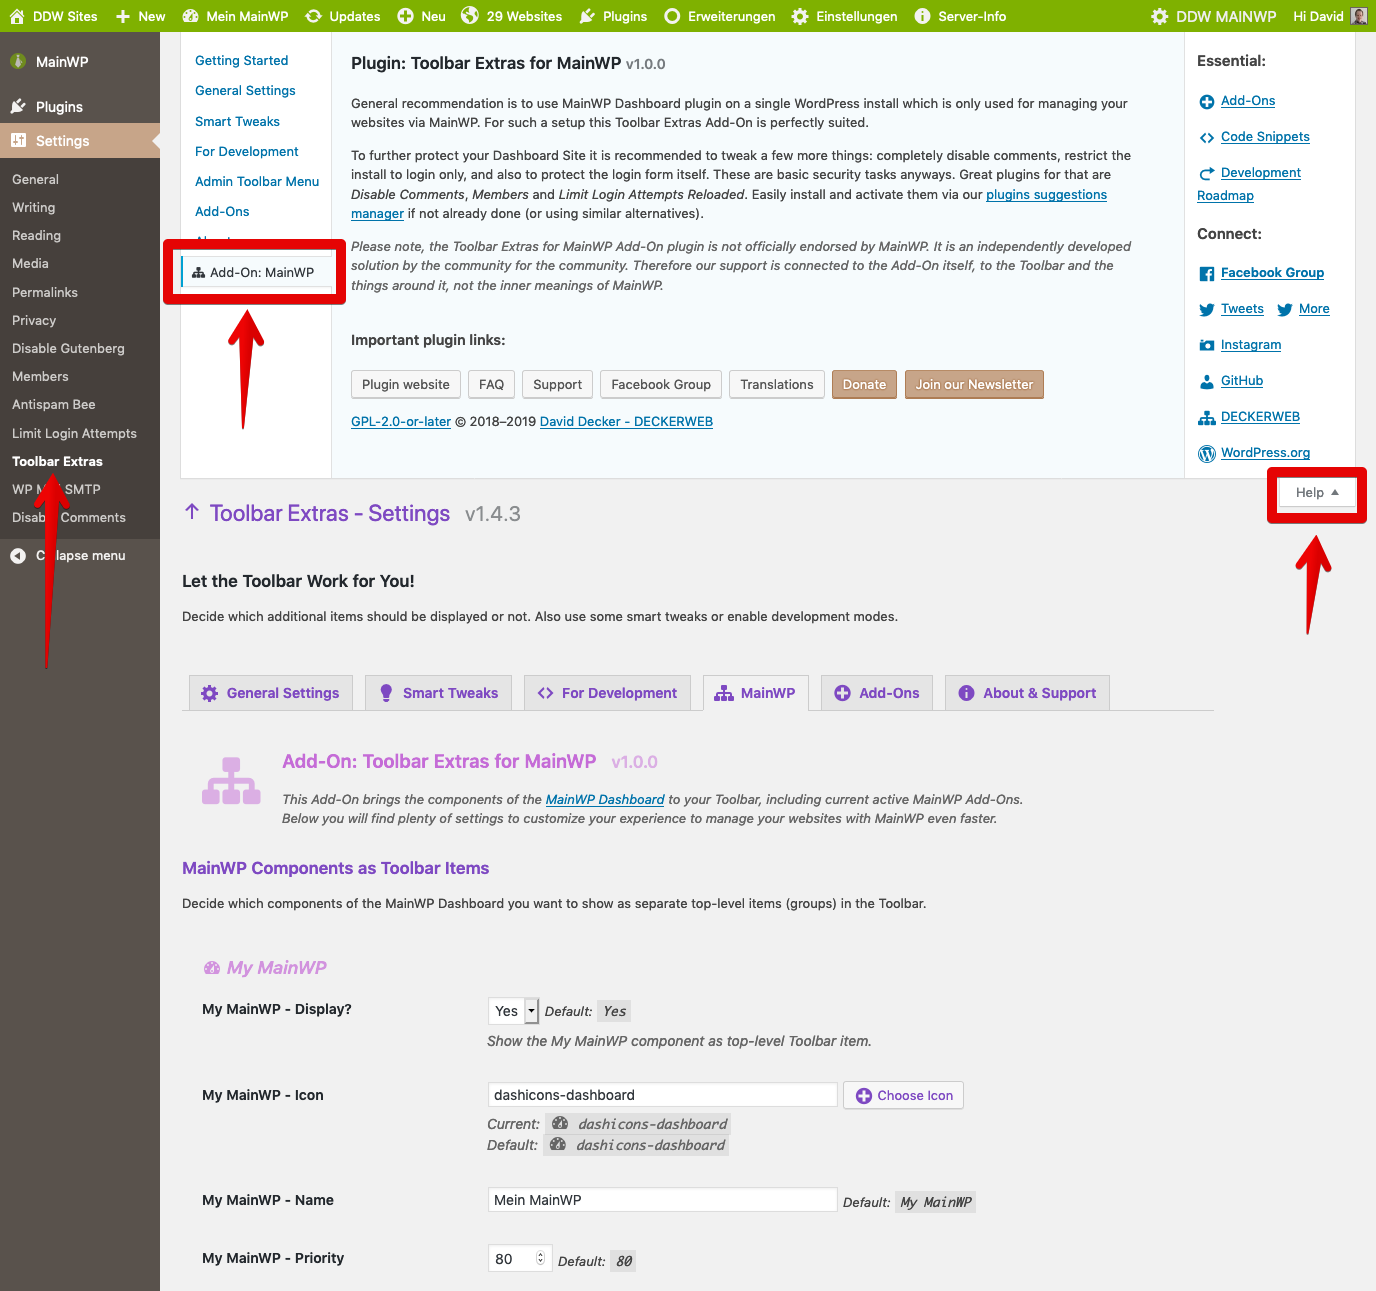 DDW Sites
New
Mein MainWP
Updates
Neu
29 Websites
Plugins
Erweiterungen
Einstellungen
Server-Info
DDW MAINWP
Hi David
MainWP
Plugins
Settings
General
Writing
Reading
Media
Permalinks
Privacy
Disable Gutenberg
Members
Antispam Bee
Limit Login Attempts
Toolbar Extras
WP SMTP
Comments
menu
Getting Started
General Settings
Smart Tweaks
For Development
Admin Toolbar Menu
Add-Ons
Add-On: MainWP
Plugin: Toolbar Extras for MainWP v1.0.0
General recommendation is to use MainWP Dashboard plugin on a single WordPress install which is only used for managing your
websites via MainWP. For such a setup this Toolbar Extras Add-On is perfectly suited.
To further protect your Dashboard Site it is recommended to tweak a few more things: completely disable comments, restrict the
install to login only, and also to protect the login form itself. These are basic security tasks anyways. Great plugins for that are
Disable Comments, Members and Limit Login Attempts Reloaded. Easily install and activate them via our plugins suggestions
manager if not already done (or using similar alternatives).
Please note, the Toolbar Extras for MainWP Add-On plugin is not officially endorsed by MainWP. It is an independently developed
solution by the community for the community. Therefore our support is connected to the Add-On itself, to the Toolbar and the
things around it, not the inner meanings of MainWP.
Important plugin links:
Plugin website
FAQ
Support
Facebook Group
Translations
Donate
Join our Newsletter
GPL-2.0-or-later © 2018–2019 David Decker - DECKERWEB
Essential:
Add-Ons
Code Snippets
Development
Roadmap
Connect:
Facebook Group
Tweets
More
Instagram
GitHub
DECKERWEB
WordPress.org
Help
Toolbar Extras - Settings v1.4.3
Let the Toolbar Work for You!
Decide which additional items should be displayed or not. Also use some smart tweaks or enable development modes.
General Settings
Smart Tweaks
For Development
MainWP
Add-Ons
About & Support
Add-On: Toolbar Extras for MainWP v1.0.0
This Add-On brings the components of the MainWP Dashboard to your Toolbar, including current active MainWP Add-Ons.
Below you will find plenty of settings to customize your experience to manage your websites with MainWP even faster.
MainWP Components as Toolbar Items
Decide which components of the MainWP Dashboard you want to show as separate top-level items (groups) in the Toolbar.
My MainWP
My MainWP - Display?
Yes
Default: Yes
Show the My MainWP component as top-level Toolbar item.
My MainWP - Icon
dashicons-dashboard
Choose Icon
Current: dashicons-dashboard
Default: dashicons-dashboard
My MainWP - Name
Mein MainWP
Default: My MainWP
My MainWP - Priority
80
Default: 80